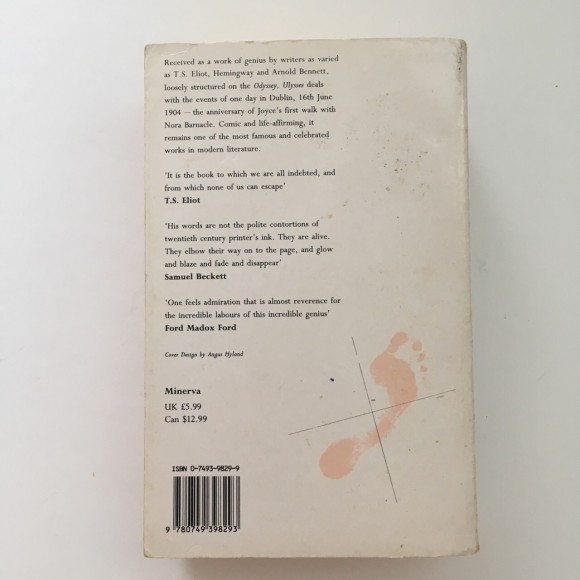 Received as a work of genius by writers as varied
as T.S. Eliot, Hemingway and Arnold Bennett,
loosely structured on the Odyssey, Ulysses deals
with the events of one day in Dublin, 16th June
1904 — the anniversary of Joyce's first walk with
Nora Barnacle. Comic and life-affirming, it
remains one of the most famous and celebrated
works in modern literature.
'It is the book to which we are all indebted, and
from which none of us can escape'
T.S. Eliot
'His words are not the polite contortions of
twentieth century printer's ink. They are alive.
They elbow their way on to the page, and glow
and blaze and fade and disappear'
Samuel Beckett
'One feels admiration that is almost reverence for
the incredible labours of this incredible genius'
Ford Madox Ford
Cover Design by Angus Hyland
Minerva
UK £5.99
Can $12.99
ISBN 0-7493-9829-9
9 780749 398293